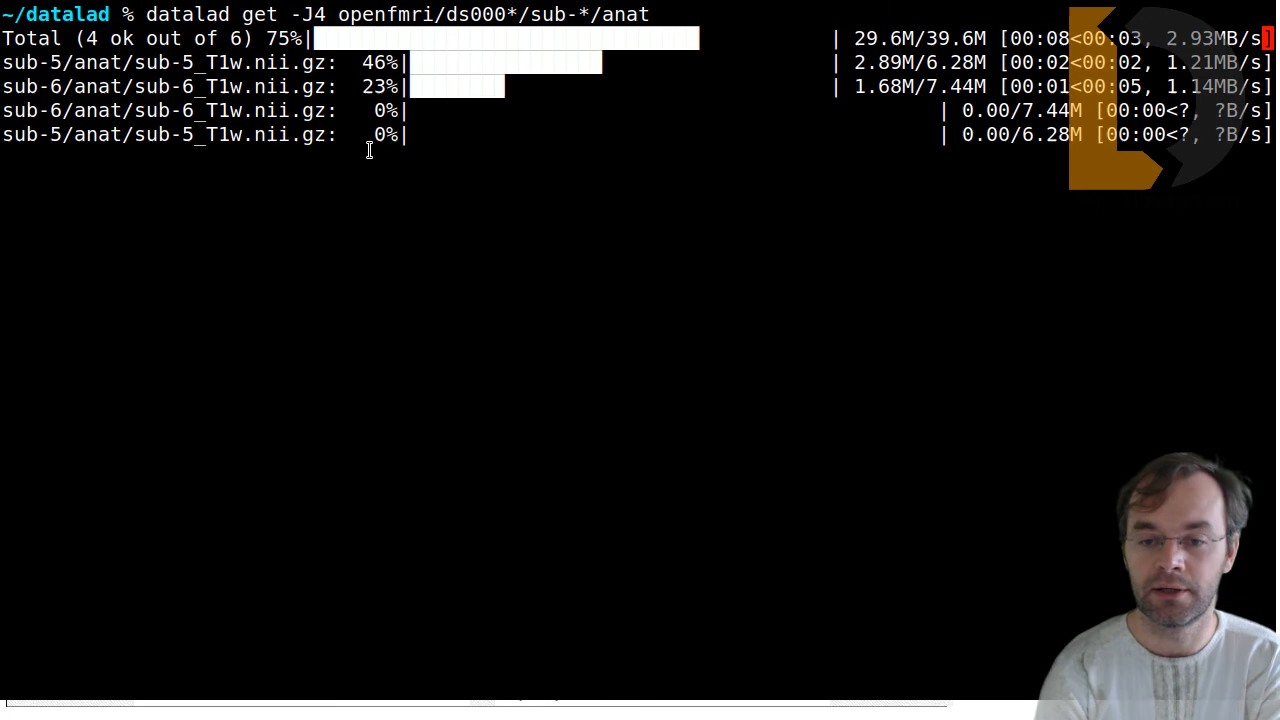 ~/datalad % datalad get -J4 openfmri/ds000*/sub-*/anat
Total (4 ok out of 6) 75%| | 29.6M/39.6M [00:08<00:03, 2.93MB/s]
sub-5/anat/sub-5_T1w.nii.gz: 46%| | 2.89M/6.28M [00:02<00:02, 1.21MB/s]
sub-6/anat/sub-6_T1w.nii.gz: 23%| | 1.68M/7.44M [00:01<00:05, 1.14MB/s]
sub-6/anat/sub-6_T1w.nii.gz: 0%| | 0.00/7.44M [00:00<?, ?B/s]
sub-5/anat/sub-5_T1w.nii.gz: 0%| | 0.00/6.28M [00:00<?, ?B/s]